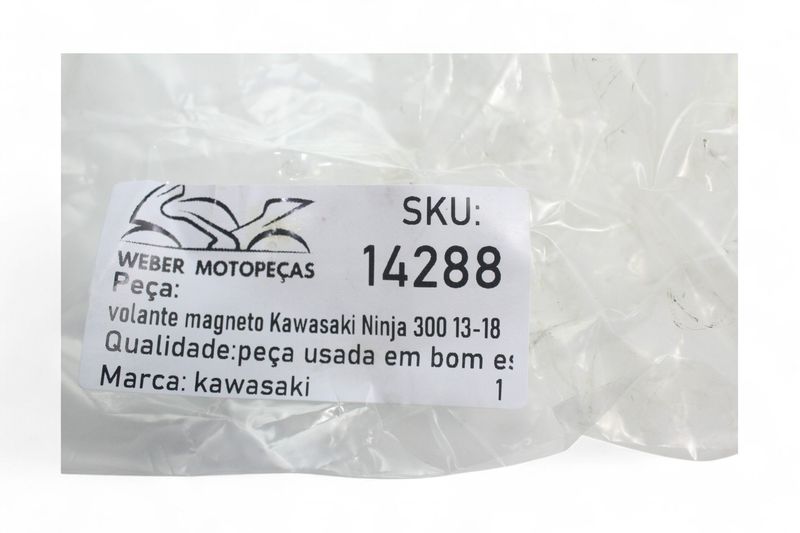 SKU:
WEBER MOTOPEÇAS
14288
Peça:
volante magneto Kawasaki Ninja 300 13-18
Qualidade:peça usada em bom es
Marca: kawasaki
1